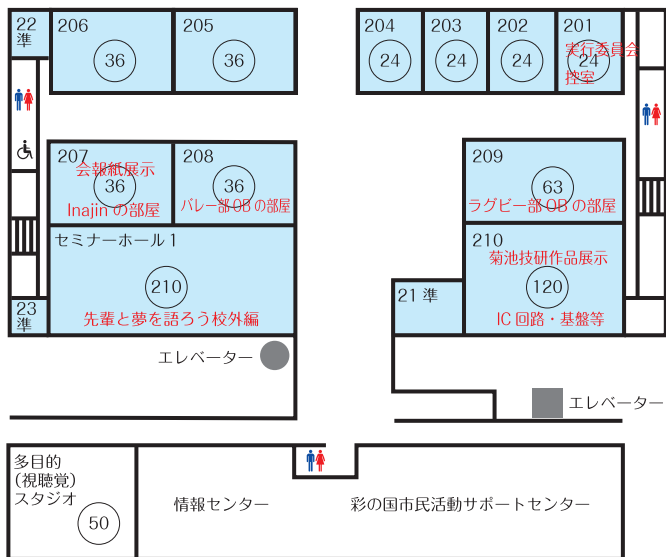 22
準
206
36
205
36
204
24
203
24
202
24
201
24
実行委員会
控室
207
会報紙展示
36
Inajin の部屋
208
36
バレー部 OB の部屋
209
63
ラグビー部 OB の部屋
セミナーホール 1
210
先輩と夢を語ろう校外編
23
準
21 準
210
菊池技研作品展示
120
IC 回路・基盤等
エレベーター
エレベーター
多目的
(視聴覚)
スタジオ
50
情報センター
彩の国市民活動サポートセンター